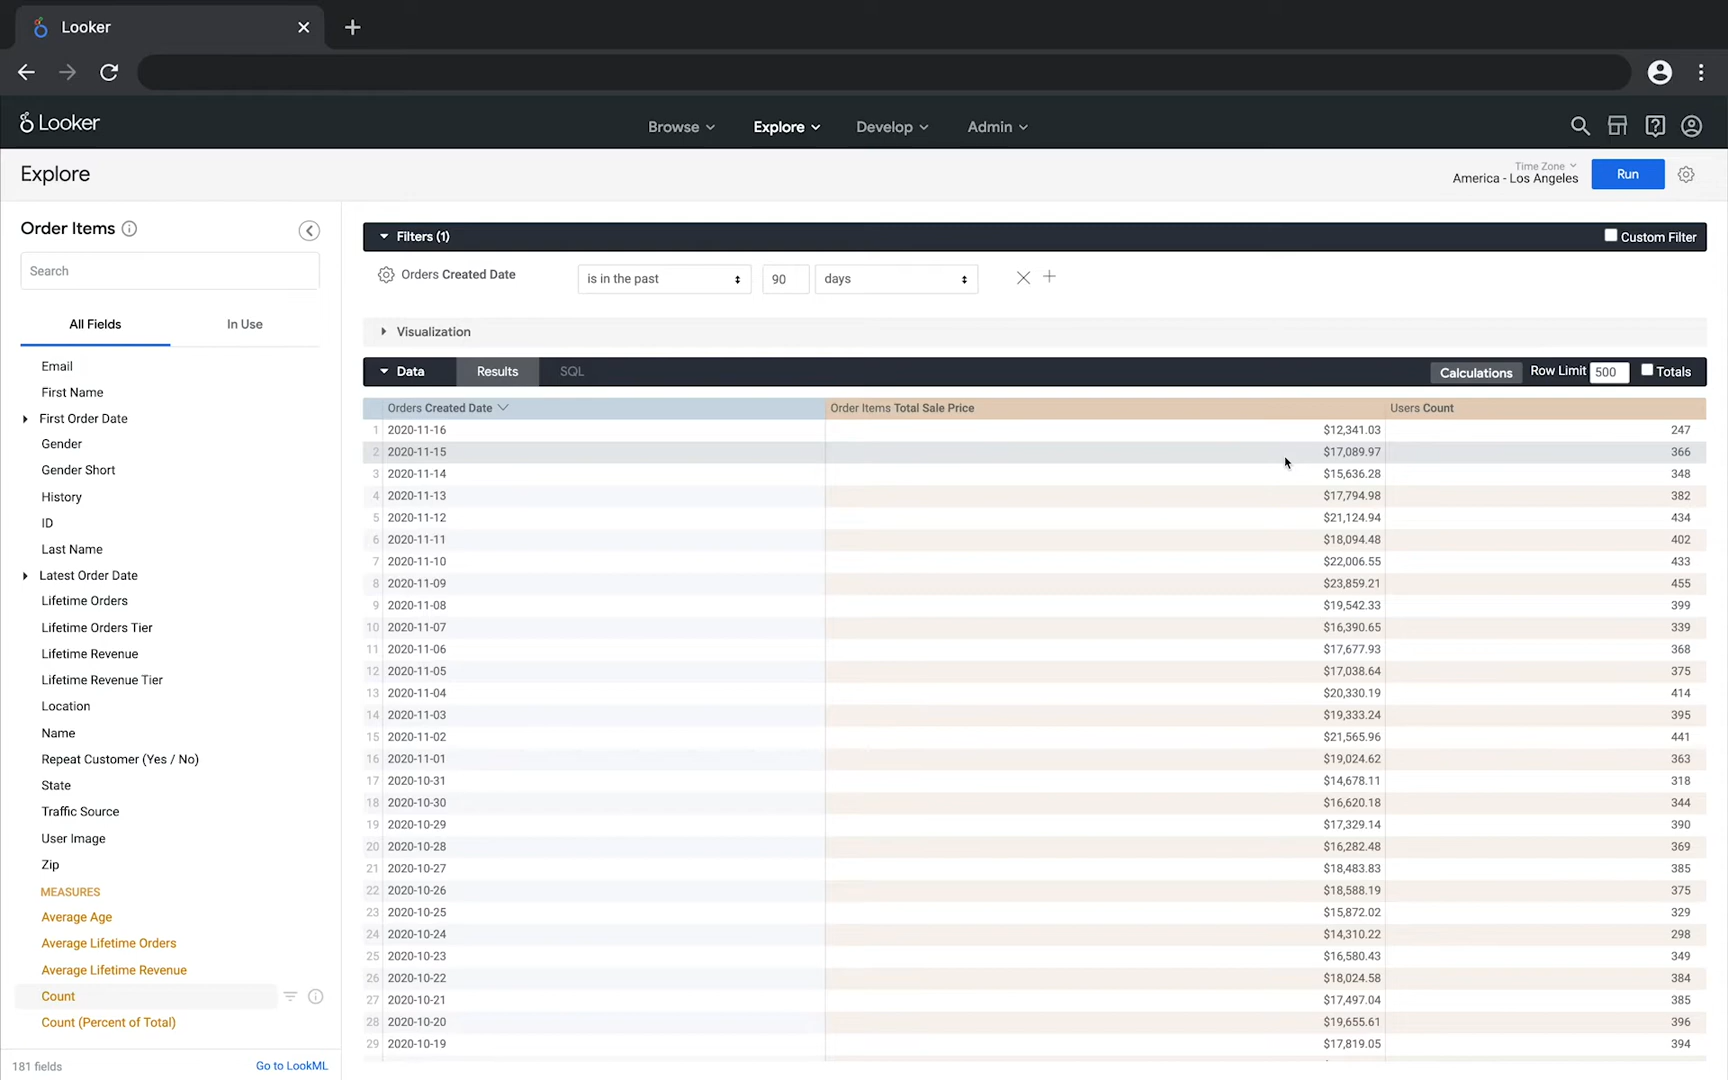 Looker
Looker
Browse Explore Develop Admin
Explore
Time Zone
America - Los Angeles
Run
Order Items
Search
All Fields In Use
Email
First Name
First Order Date
Gender
Gender Short
History
ID
Last Name
Latest Order Date
Lifetime Orders
Lifetime Orders Tier
Lifetime Revenue
Lifetime Revenue Tier
Location
Name
Repeat Customer (Yes / No)
State
Traffic Source
User Image
Zip
MEASURES
Average Age
Average Lifetime Orders
Average Lifetime Revenue
Count
Count (Percent of Total)
181 fields Go to LookML
Filters (1) Custom Filter
Orders Created Date is in the past 90 days
Visualization
Data Results SQL Calculations Row Limit 500 Totals
Orders Created Date Order Items Total Sale Price Users Count
1 2020-11-16 $12,341.03 247
2 2020-11-15 $17,089.97 366
3 2020-11-14 $15,636.28 348
4 2020-11-13 $17,794.98 382
5 2020-11-12 $21,124.94 434
6 2020-11-11 $18,094.48 402
7 2020-11-10 $22,006.55 433
8 2020-11-09 $23,859.21 455
9 2020-11-08 $19,542.33 399
10 2020-11-07 $16,390.65 339
11 2020-11-06 $17,677.93 368
12 2020-11-05 $17,038.64 375
13 2020-11-04 $20,330.19 414
14 2020-11-03 $19,333.24 395
15 2020-11-02 $21,565.96 441
16 2020-11-01 $19,024.62 363
17 2020-10-31 $14,678.11 318
18 2020-10-30 $16,620.18 344
19 2020-10-29 $17,329.14 390
20 2020-10-28 $16,282.48 369
21 2020-10-27 $18,483.83 385
22 2020-10-26 $18,588.19 375
23 2020-10-25 $15,872.02 329
24 2020-10-24 $14,310.22 298
25 2020-10-23 $16,580.43 349
26 2020-10-22 $18,024.58 384
27 2020-10-21 $17,497.04 385
28 2020-10-20 $19,655.61 396
29 2020-10-19 $17,819.05 394